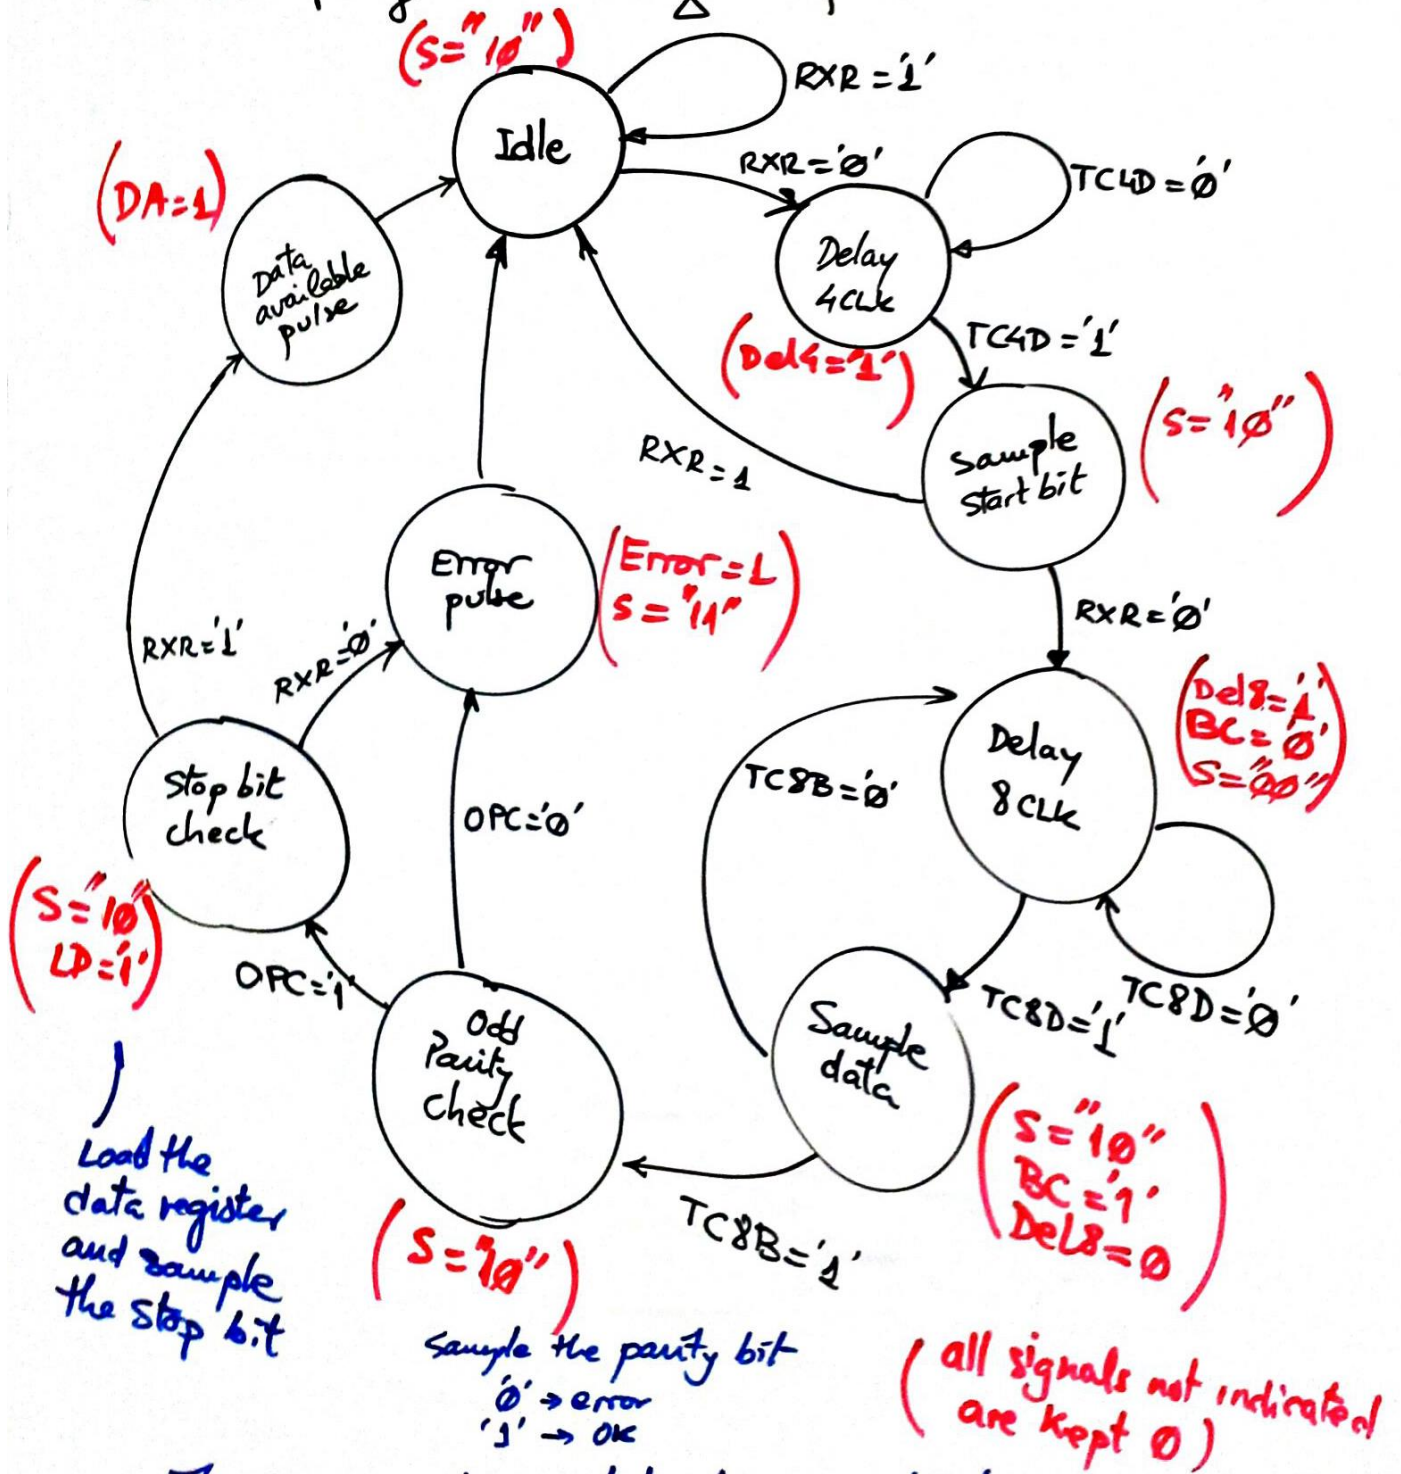 (S="10")
RXR='1'
Idle
RXR='0'
TC4D='0'
(DA=1)
Data
available
pulse
Delay
4CLK
(Del4='1')
TC4D='1'
(S="10")
Sample
start bit
RXR=1
Error
pulse
(Error=1
S="11")
RXR='0'
RXR='1'
RXR='0'
(Del8='1'
BC='0'
S="00")
Delay
8CLK
TC8B='0'
Stop bit
check
OPC='0'
(S="10"
LD='1')
OPC='1'
TC8D='1'
TC8D='0'
Odd
Parity
Check
Sample
data
(S="10"
BC='1'
Del8=0)
TC8B='1'
(S="10")
Load the
data register
and sample
the stop bit
Sample the parity bit
'0' → error
'1' → OK
(all signals not indicated
are kept 0)